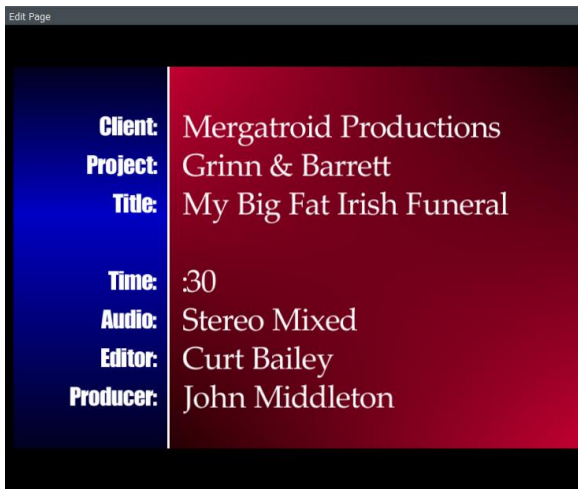 Edit Page
Client: Mergatroid Productions
Project: Grinn & Barrett
Title: My Big Fat Irish Funeral
Time: :30
Audio: Stereo Mixed
Editor: Curt Bailey
Producer: John Middleton